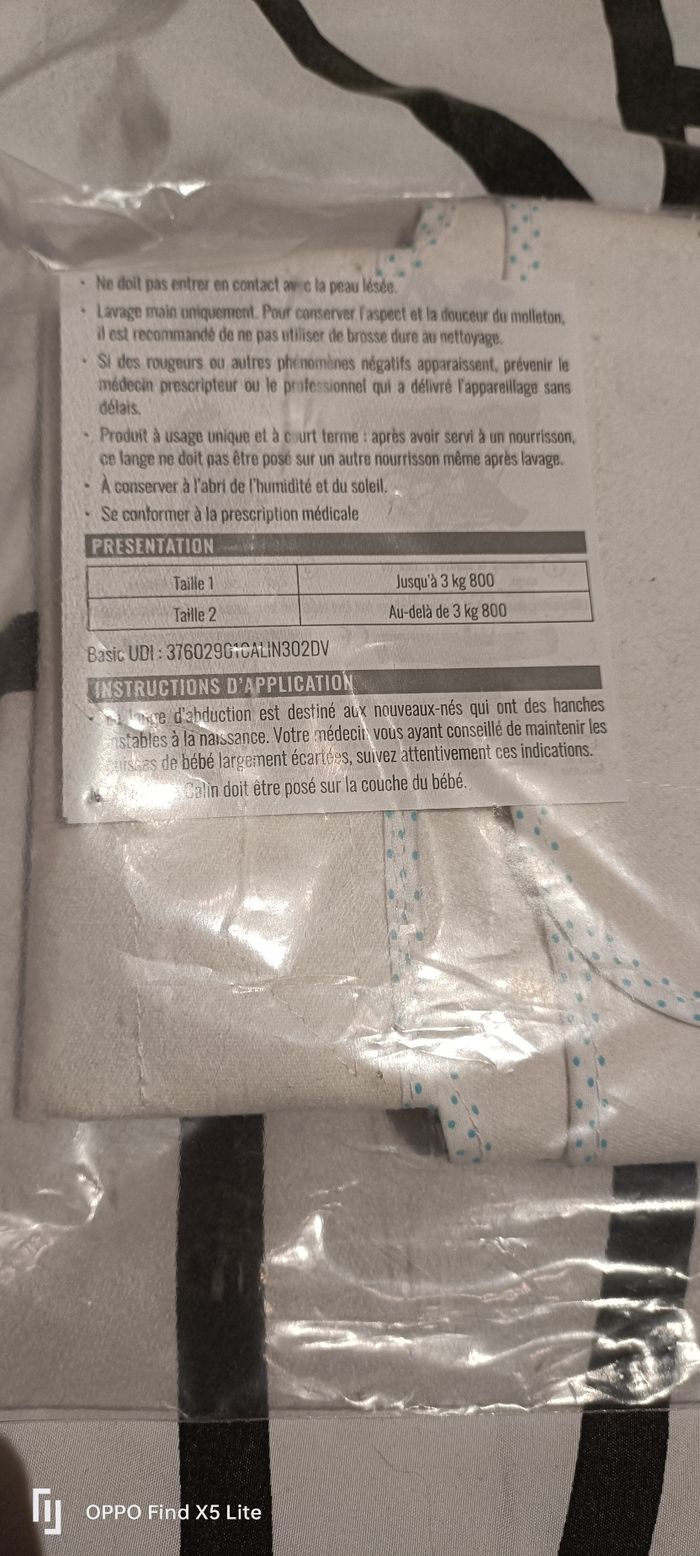 • Ne doit pas entrer en contact avec la peau lésée.
• Lavage main uniquement. Pour conserver l'aspect et la douceur du molleton,
il est recommandé de ne pas utiliser de brosse dure au nettoyage.
• Si des rougeurs ou autres phénomènes négatifs apparaissent, prévenir le
médecin prescripteur ou le professionnel qui a délivré l'appareillage sans
délais.
• Produit à usage unique et à court terme : après avoir servi à un nourrisson,
ce lange ne doit pas être posé sur un autre nourrisson même après lavage.
• À conserver à l'abri de l'humidité et du soleil.
• Se conformer à la prescription médicale
PRESENTATION
Taille 1 Jusqu'à 3 kg 800
Taille 2 Au-delà de 3 kg 800
Basic UDI : 376029G1CALIN302DV
INSTRUCTIONS D'APPLICATION
• lange d'abduction est destiné aux nouveaux-nés qui ont des hanches
instables à la naissance. Votre médecin vous ayant conseillé de maintenir les
cuisses de bébé largement écartées, suivez attentivement ces indications.
Calin doit être posé sur la couche du bébé.
OPPO Find X5 Lite